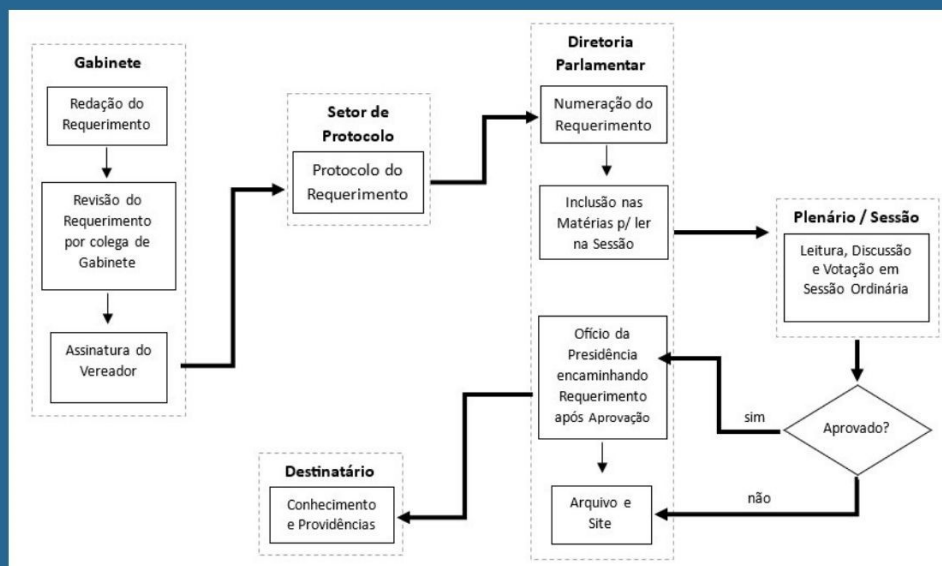 Gabinete
Redação do
Requerimento
Revisão do
Requerimento
por colega de
Gabinete
Assinatura do
Vereador
Setor de
Protocolo
Protocolo do
Requerimento
Diretoria
Parlamentar
Numeração do
Requerimento
Inclusão nas
Matérias p/ ler
na Sessão
Plenário / Sessão
Leitura, Discussão
e Votação em
Sessão Ordinária
Aprovado?
sim
não
Ofício da
Presidência
encaminhando
Requerimento
após Aprovação
Arquivo e
Site
Destinatário
Conhecimento
e Providências